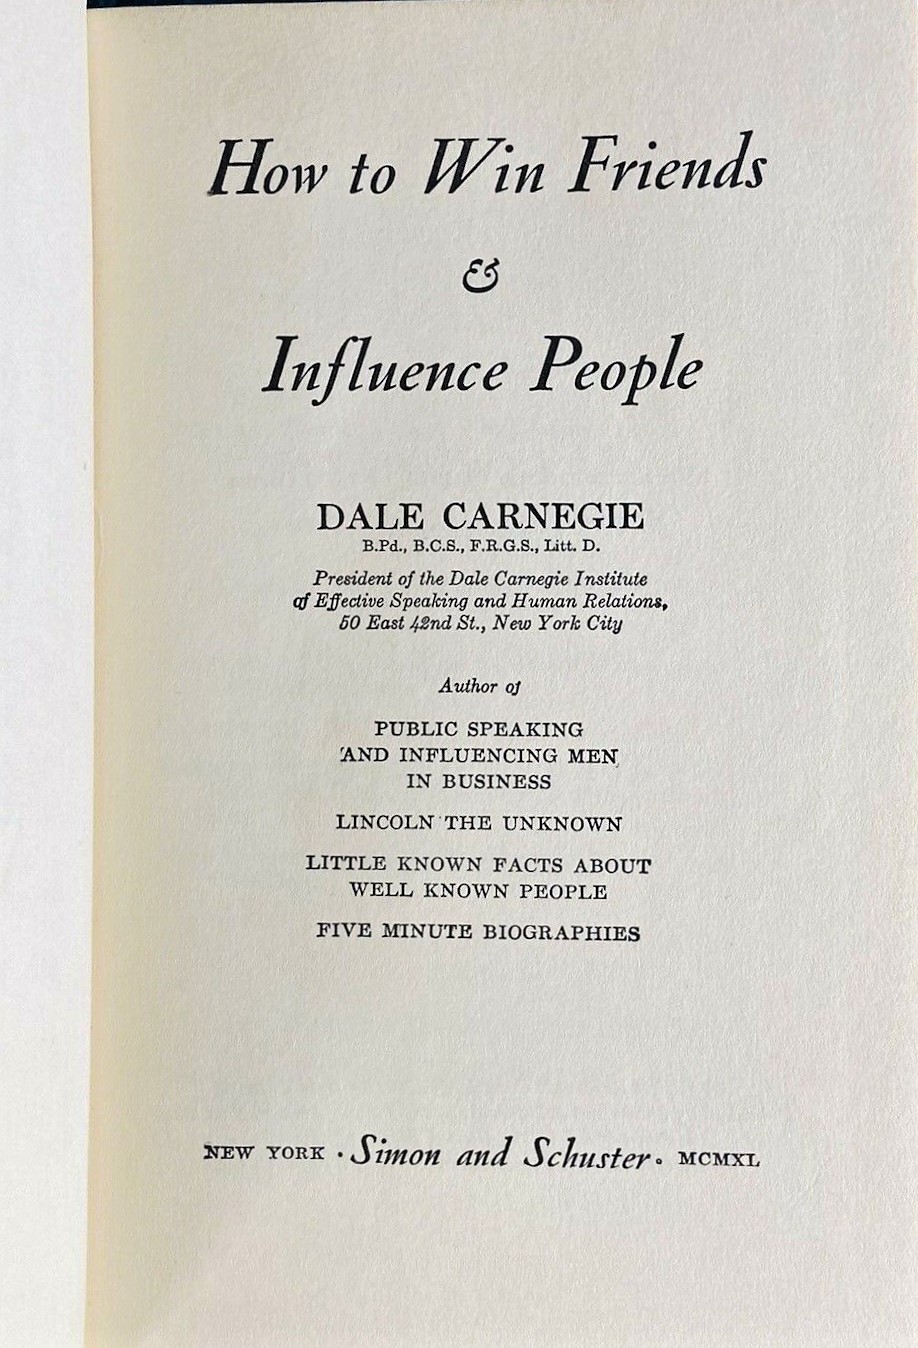 How to Win Friends
&
Influence People
DALE CARNEGIE
B.Pd., B.C.S., F.R.G.S., Litt. D.
President of the Dale Carnegie Institute
of Effective Speaking and Human Relations,
50 East 42nd St., New York City
Author of
PUBLIC SPEAKING
AND INFLUENCING MEN
IN BUSINESS
LINCOLN THE UNKNOWN
LITTLE KNOWN FACTS ABOUT
WELL KNOWN PEOPLE
FIVE MINUTE BIOGRAPHIES
NEW YORK · Simon and Schuster · MCMXL